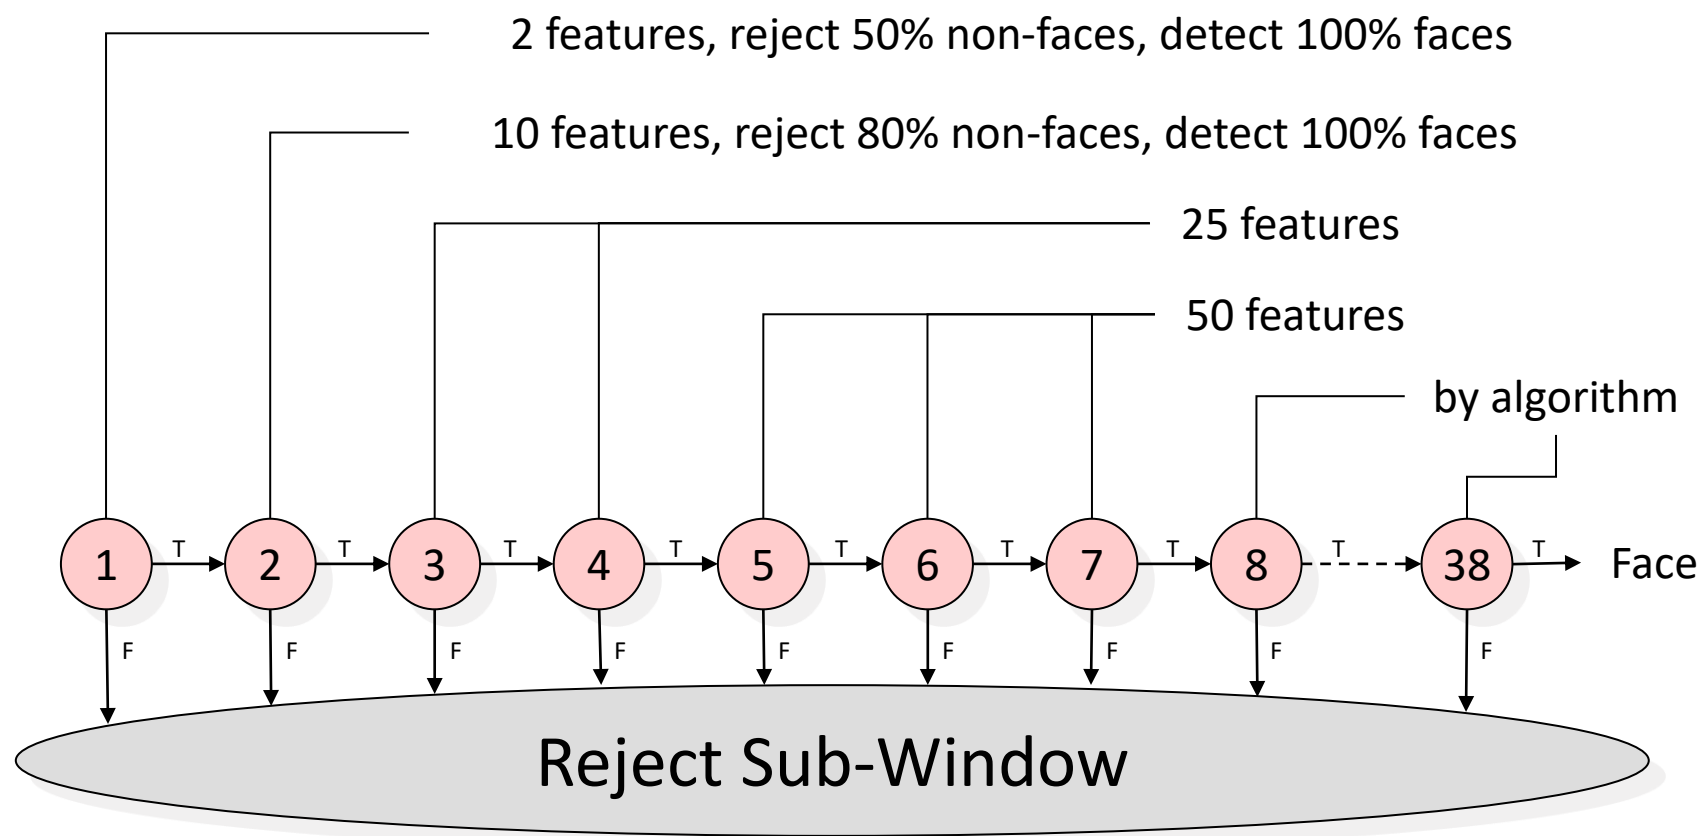 2 features, reject 50% non-faces, detect 100% faces
10 features, reject 80% non-faces, detect 100% faces
25 features
50 features
by algorithm
1 T 2 T 3 T 4 T 5 T 6 T 7 T 8 T 38 T Face
F F F F F F F F F
Reject Sub-Window